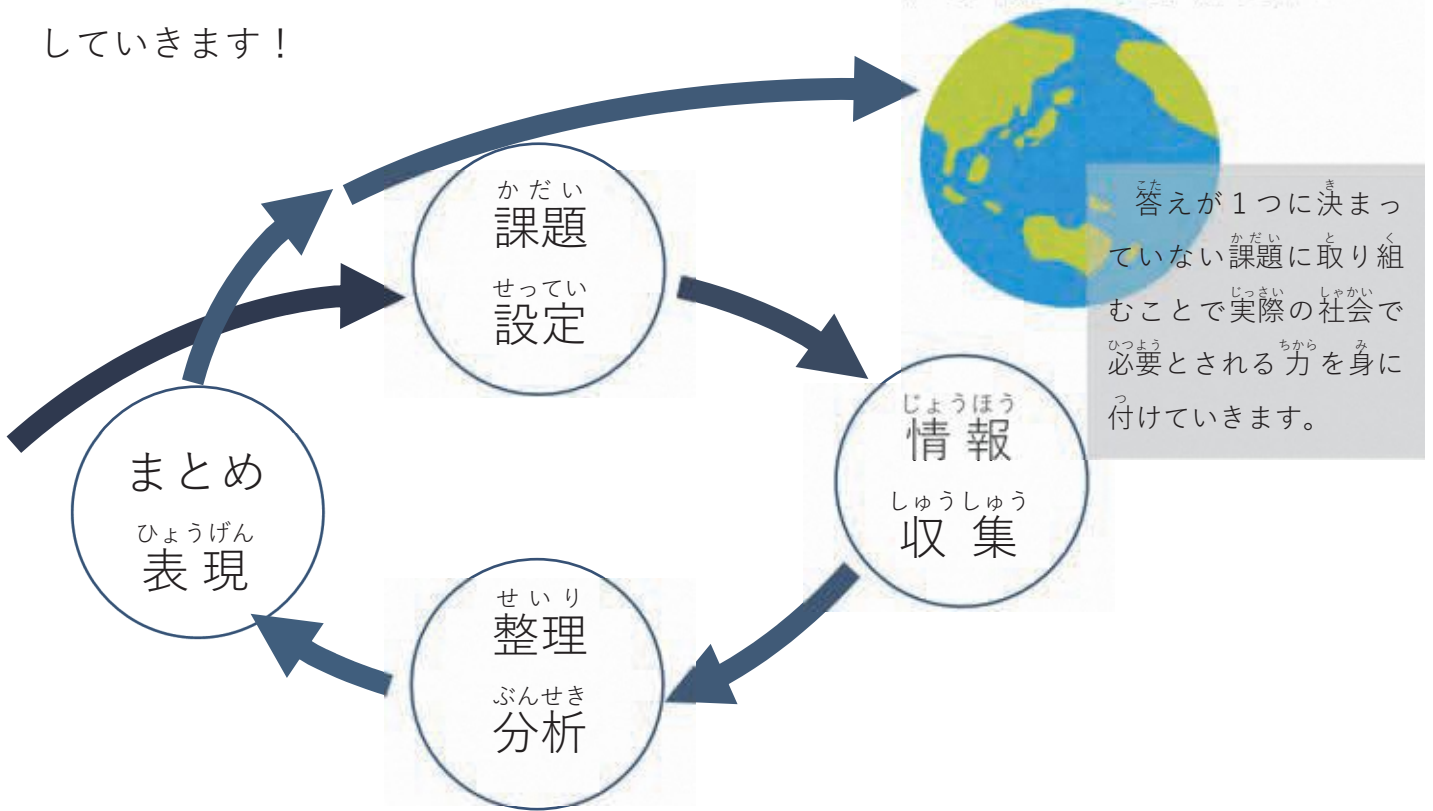 していきます！
かだい
課題
せってい
設定
こた き
答えが１つに決まっ
かだい と く
ていない課題に取り組
じっさい しゃかい
むことで実際の社会で
ひつよう ちから み
必要とされる力を身に
つ
付けていきます。
じょうほう
情報
しゅうしゅう
収集
せいり
整理
ぶんせき
分析
まとめ
ひょうげん
表現